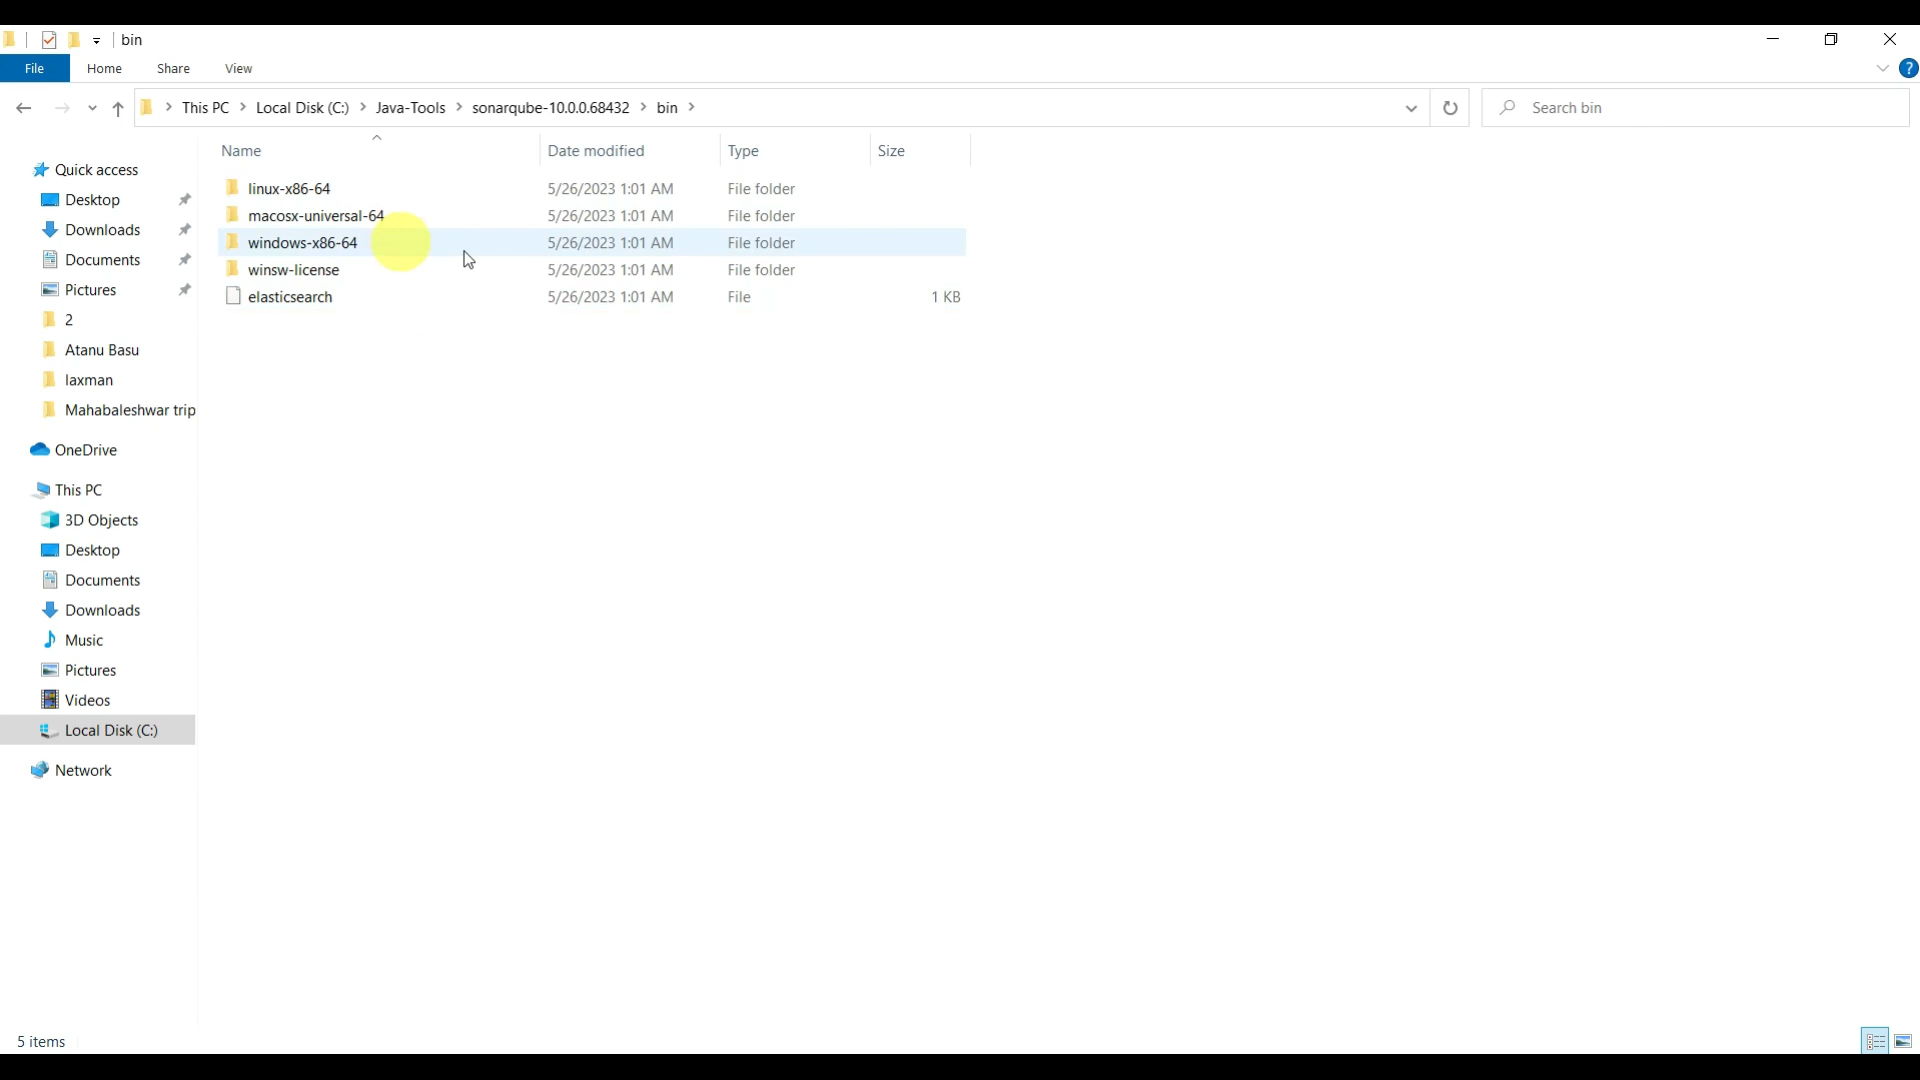 bin
File Home Share View
This PC Local Disk (C:) Java-Tools sonarqube-10.0.0.68432 bin Search bin
Name Date modified Type Size
linux-x86-64 5/26/2023 1:01 AM File folder
macosx-universal-64 5/26/2023 1:01 AM File folder
windows-x86-64 5/26/2023 1:01 AM File folder
winsw-license 5/26/2023 1:01 AM File folder
elasticsearch 5/26/2023 1:01 AM File 1 KB
Quick access
Desktop
Downloads
Documents
Pictures
2
Atanu Basu
laxman
Mahabaleshwar trip
OneDrive
This PC
3D Objects
Desktop
Documents
Downloads
Music
Pictures
Videos
Local Disk (C:)
Network
5 items